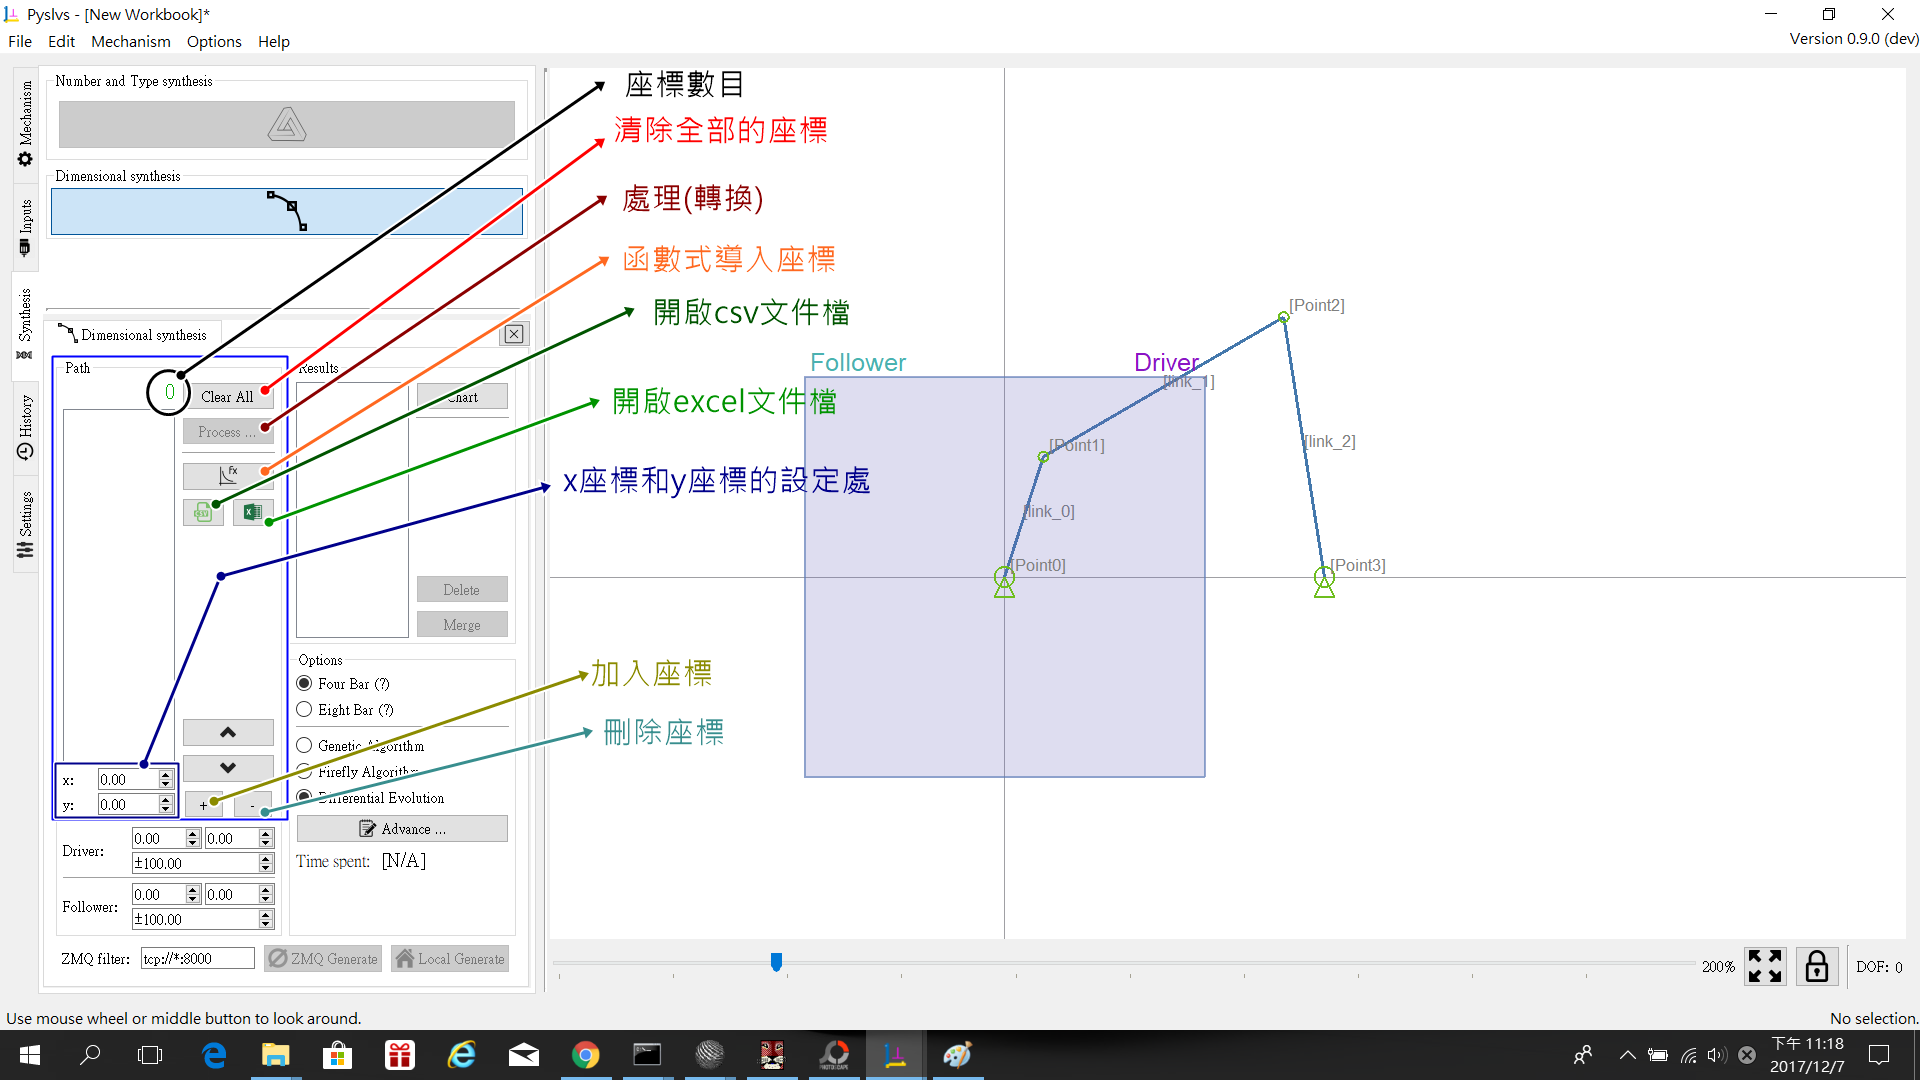 Pyslvs - [New Workbook]*
File Edit Mechanism Options Help
Version 0.9.0 (dev)
Mechanism
Inputs
Synthesis
History
Settings
Number and Type synthesis
Dimensional synthesis
Dimensional synthesis
Path
0
Clear All
Process ...
fx
CSV
x: 0.00
y: 0.00
+ -
Driver: 0.00 0.00
±100.00
Follower: 0.00 0.00
±100.00
Results
Chart
Delete
Merge
Options
Four Bar (?)
Eight Bar (?)
Genetic Algorithm
Firefly Algorithm
Differential Evolution
Advance ...
Time spent: [N/A]
ZMQ filter: tcp://*:8000 ZMQ Generate Local Generate
座標數目
清除全部的座標
處理(轉換)
函數式導入座標
開啟csv文件檔
開啟excel文件檔
x座標和y座標的設定處
加入座標
刪除座標
Follower
Driver
[Point2]
[link_1]
[Point1]
[link_2]
[link_0]
[Point0]
[Point3]
200%
DOF: 0
Use mouse wheel or middle button to look around.
No selection.
下午 11:18
2017/12/7